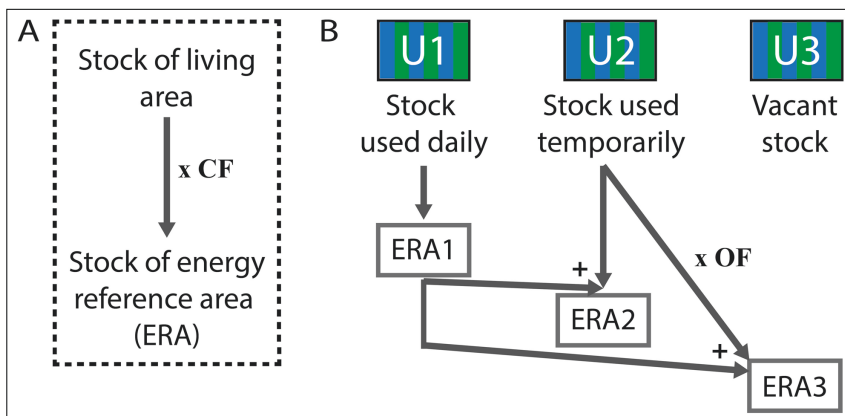 A
Stock of living
area
x CF
Stock of energy
reference area
(ERA)
B
U1
Stock
used daily
U2
Stock used
temporarily
U3
Vacant
stock
ERA1
+
x OF
ERA2
+
ERA3